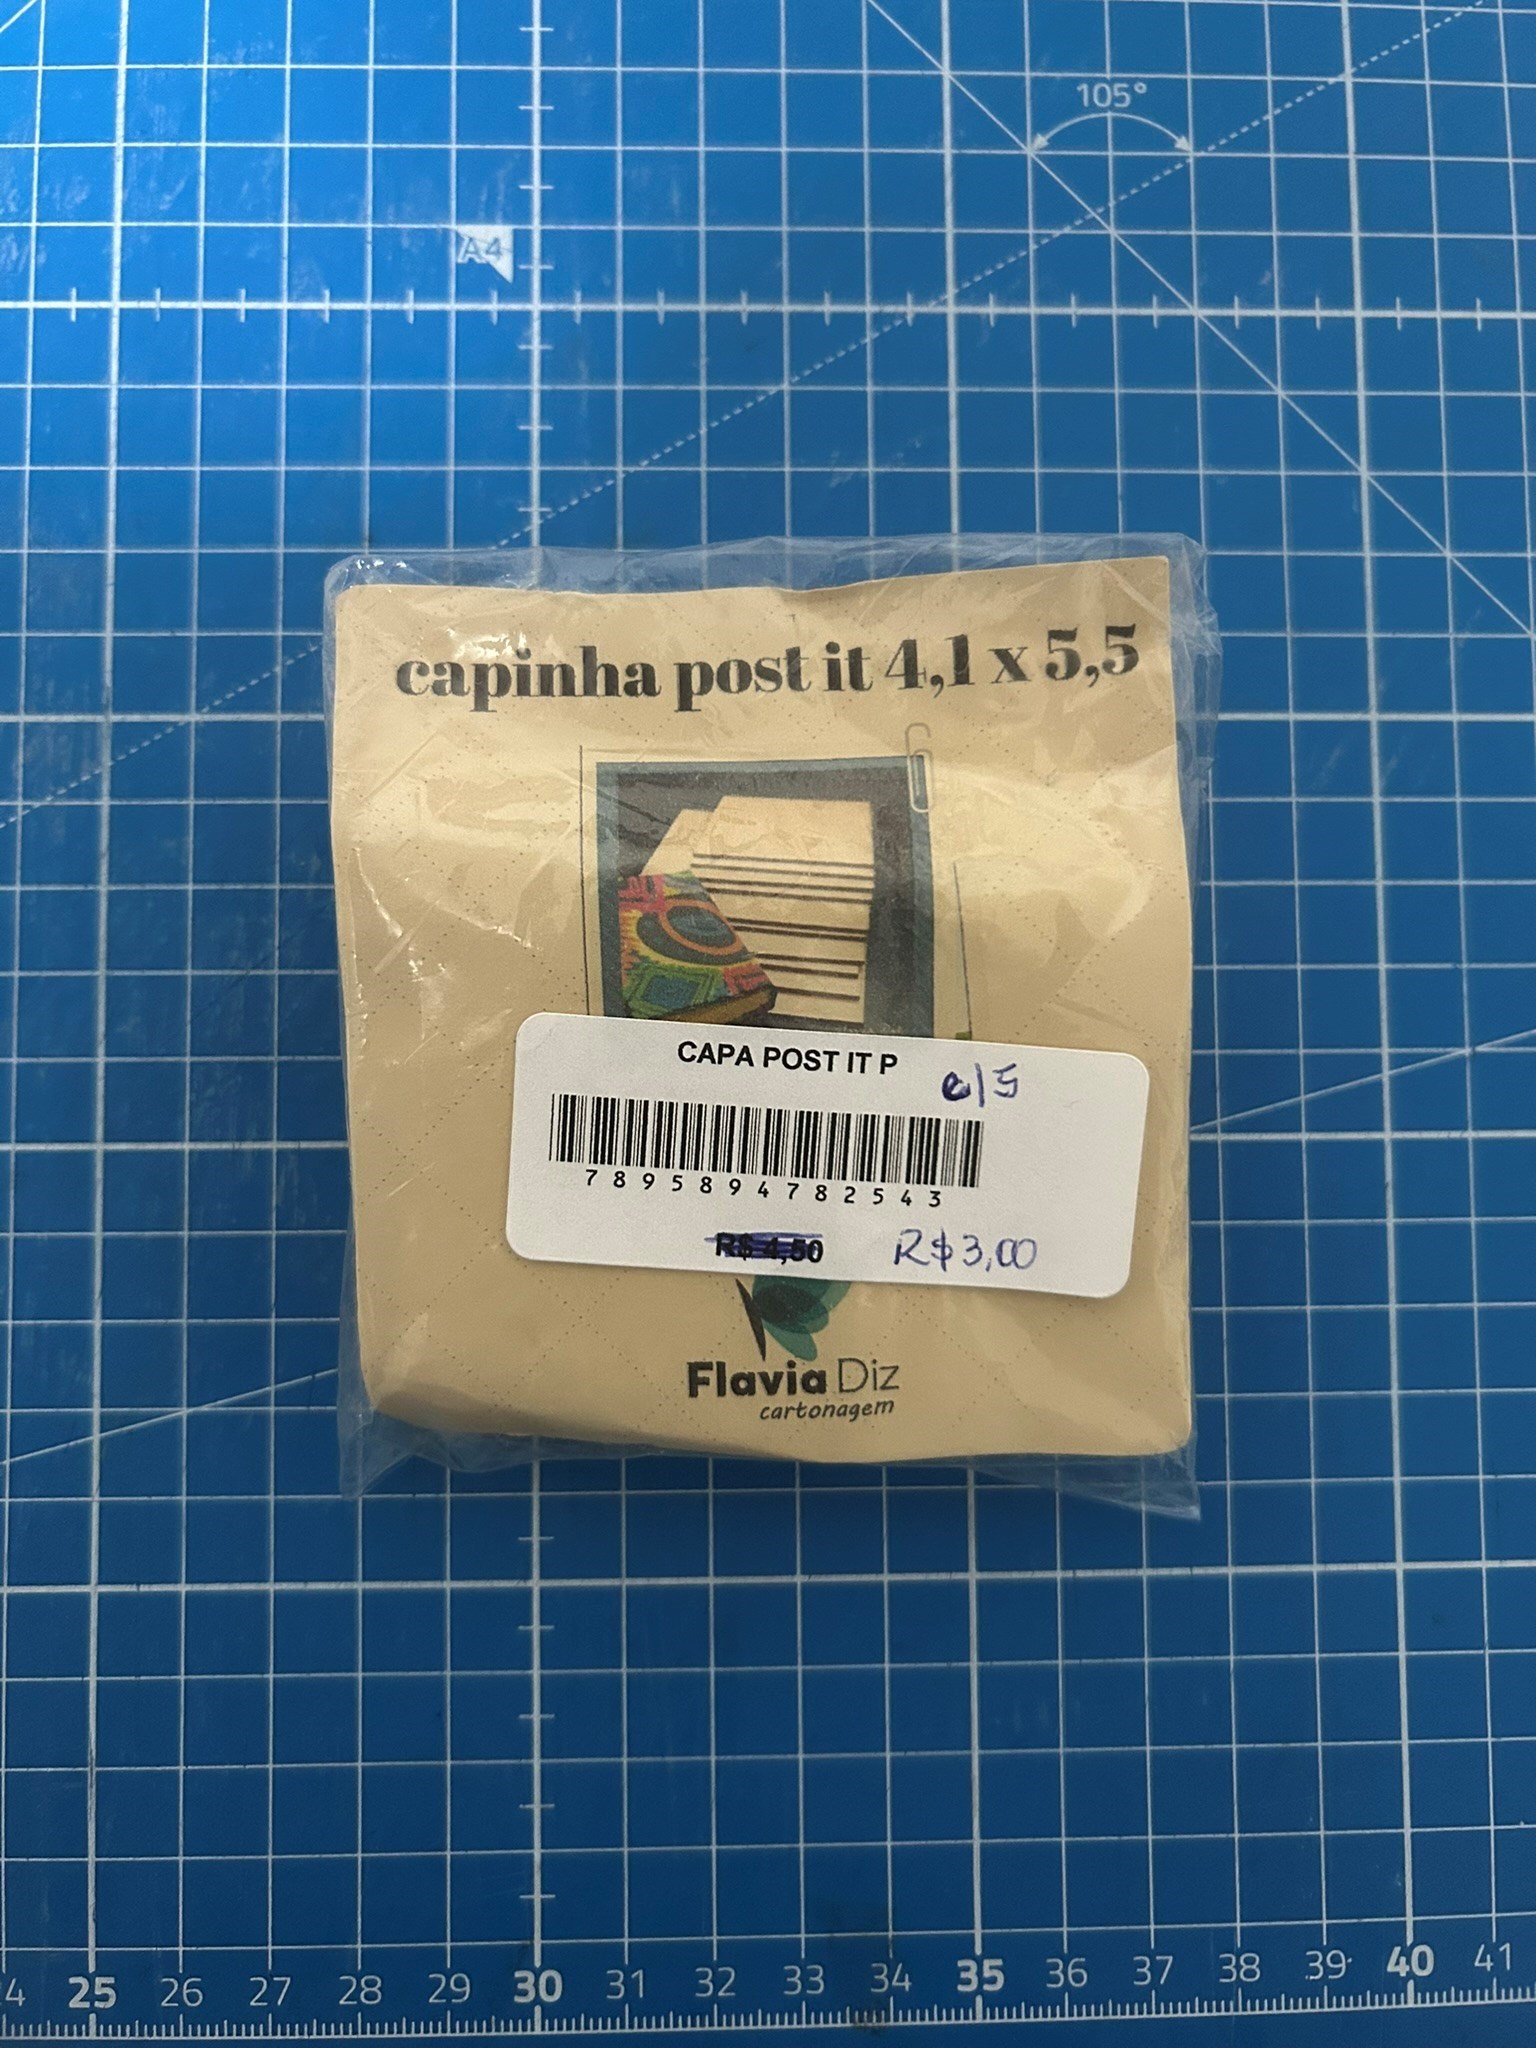 105°
A4
capinha post it 4,1 x 5,5
CAPA POST IT P
c/5
7895894782543
R$ 4,50 R$3,00
Flavia Diz
cartonagem
24 25 26 27 28 29 30 31 32 33 34 35 36 37 38 39 40 41